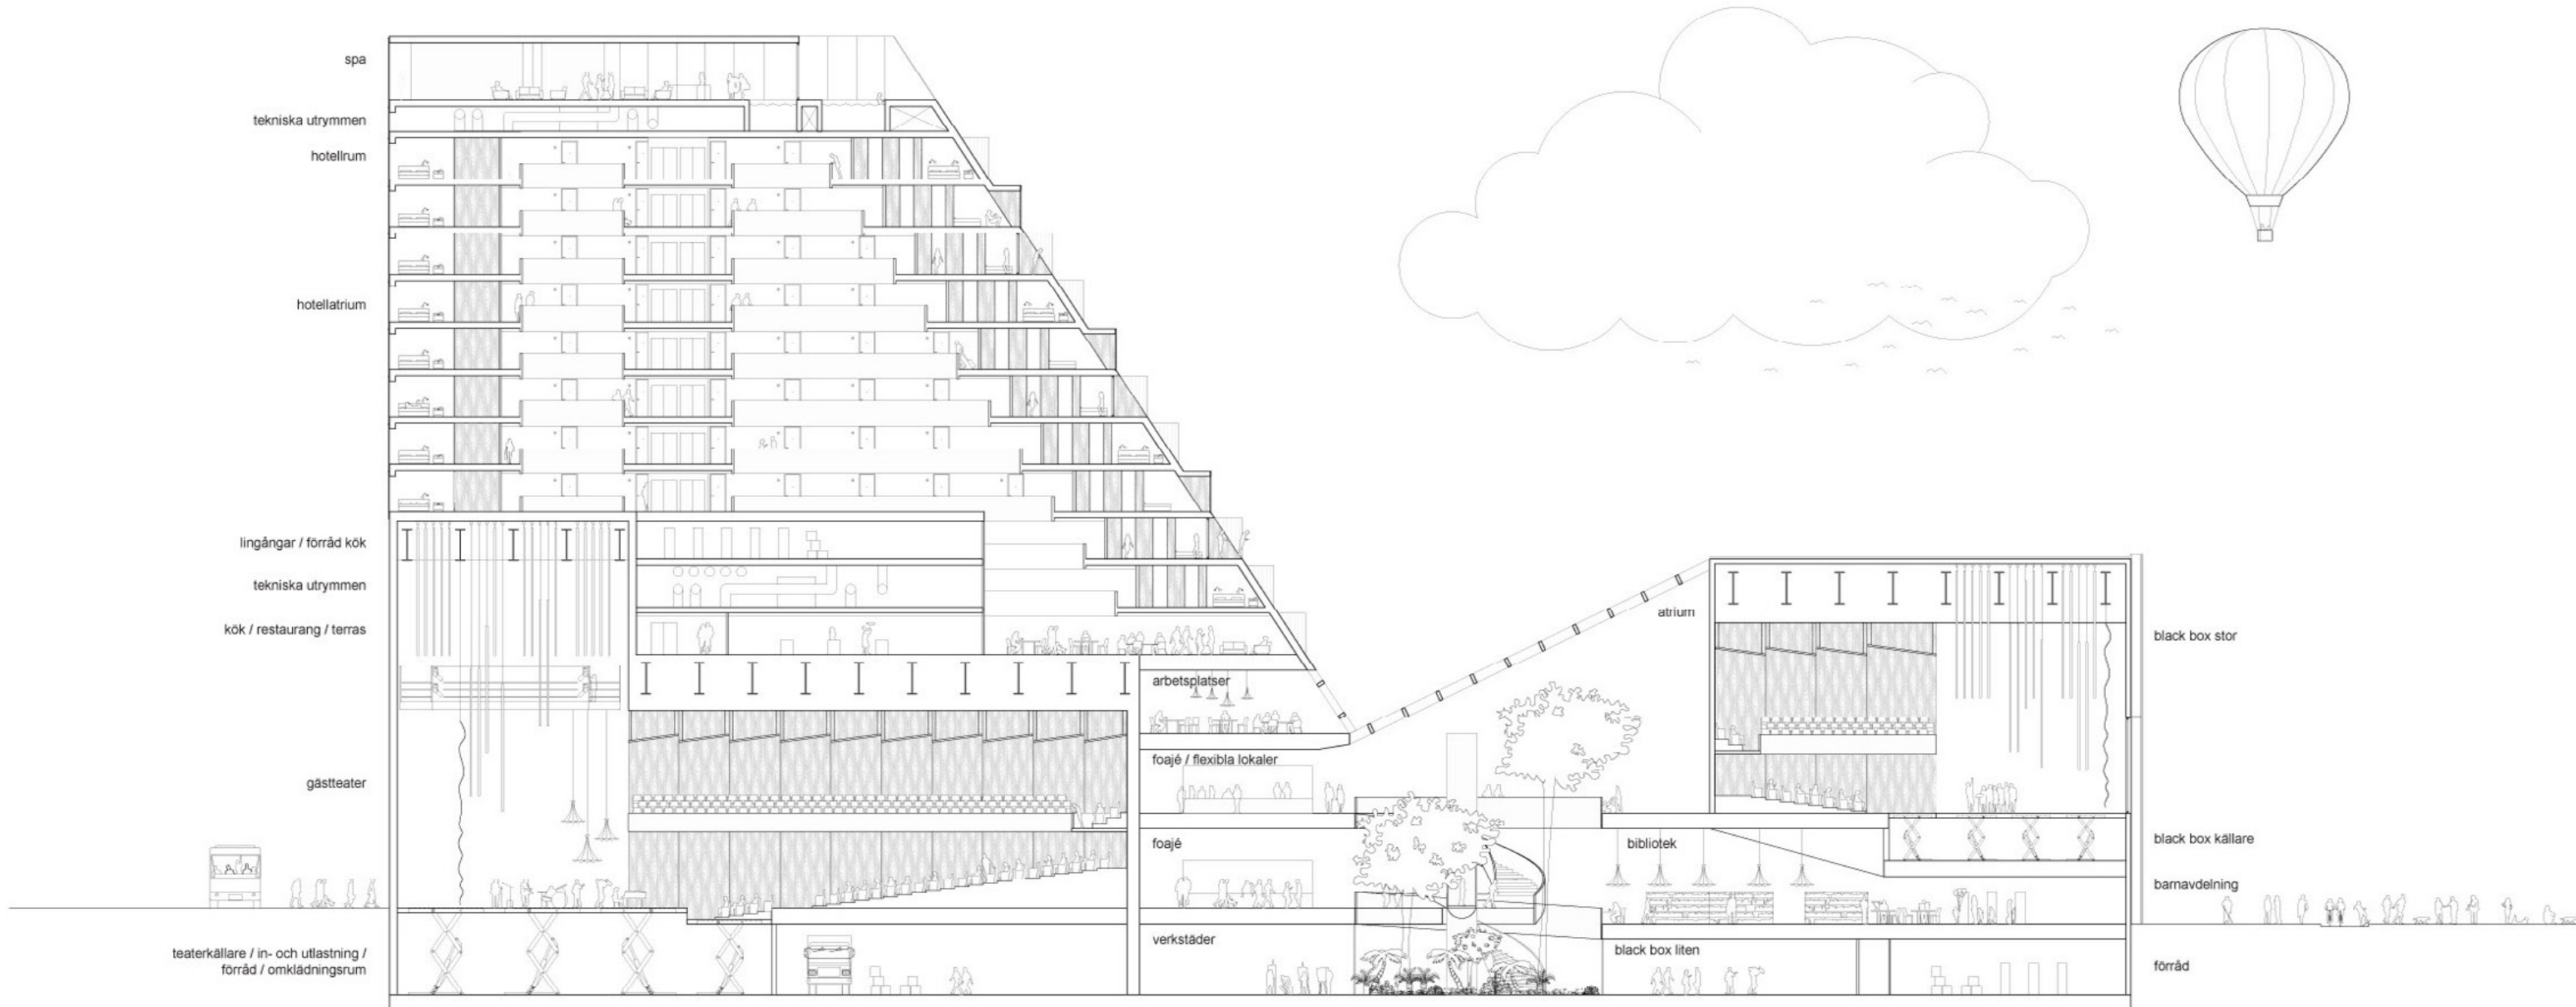 spa
tekniska utrymmen
hotellrum
hotellatrium
lingångar / förråd kök
tekniska utrymmen
kök / restaurang / terras
gästteater
teaterkällare / in- och utlastning /
förråd / omklädningsrum
arbetsplatser
foajé / flexibla lokaler
foajé
verkstäder
atrium
bibliotek
black box liten
black box stor
black box källare
barnavdelning
förråd